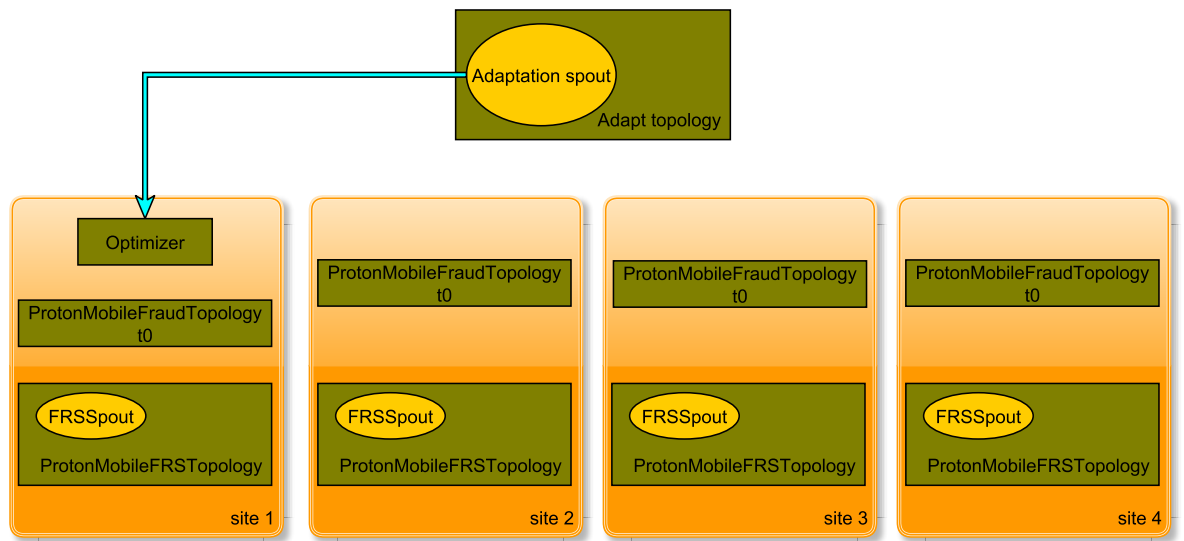 Adaptation spout
Adapt topology
Optimizer
ProtonMobileFraudTopology
t0
FRSSpout
ProtonMobileFRSTopology
site 1
ProtonMobileFraudTopology
t0
FRSSpout
ProtonMobileFRSTopology
site 2
ProtonMobileFraudTopology
t0
FRSSpout
ProtonMobileFRSTopology
site 3
ProtonMobileFraudTopology
t0
FRSSpout
ProtonMobileFRSTopology
site 4